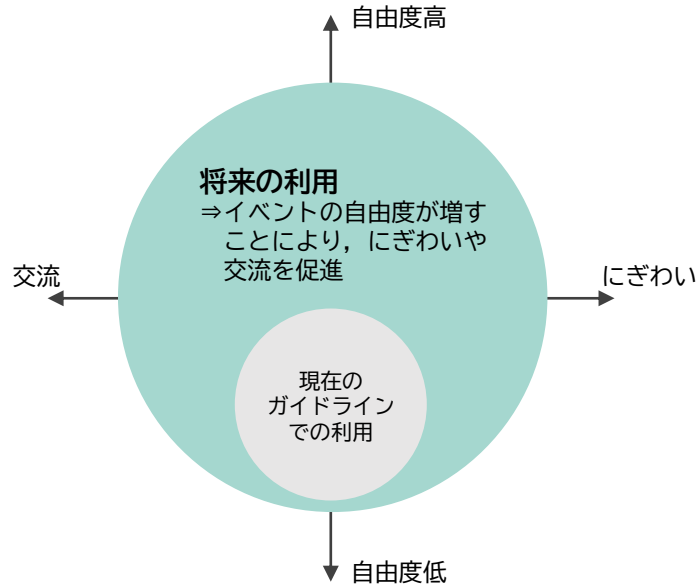 自由度高
将来の利用
⇒イベントの自由度が増す
ことにより，にぎわいや
交流を促進
交流
にぎわい
現在の
ガイドライン
での利用
自由度低